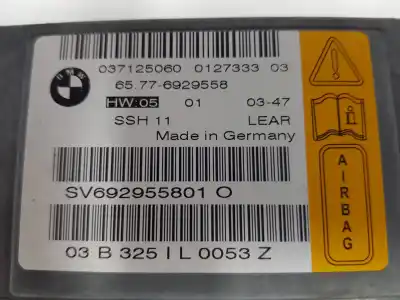 BMW
037125060 0127333 03
65.77-6929558
HW:05 01 03-47
SSH 11 LEAR
Made in Germany
SV692955801 O
03 B 325 I L 0053 Z
!
i
AIRBAG